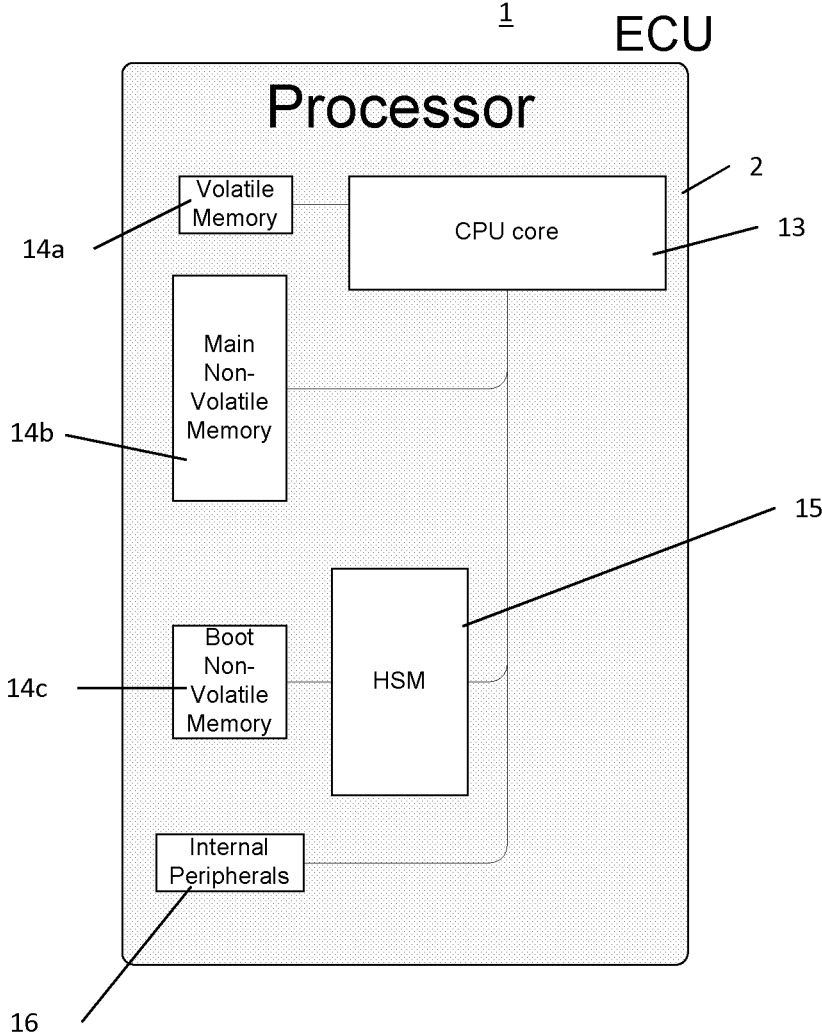 1
ECU
Processor
2
Volatile
Memory
CPU core
13
14a
Main
Non-
Volatile
Memory
14b
15
Boot
Non-
Volatile
Memory
HSM
14c
Internal
Peripherals
16